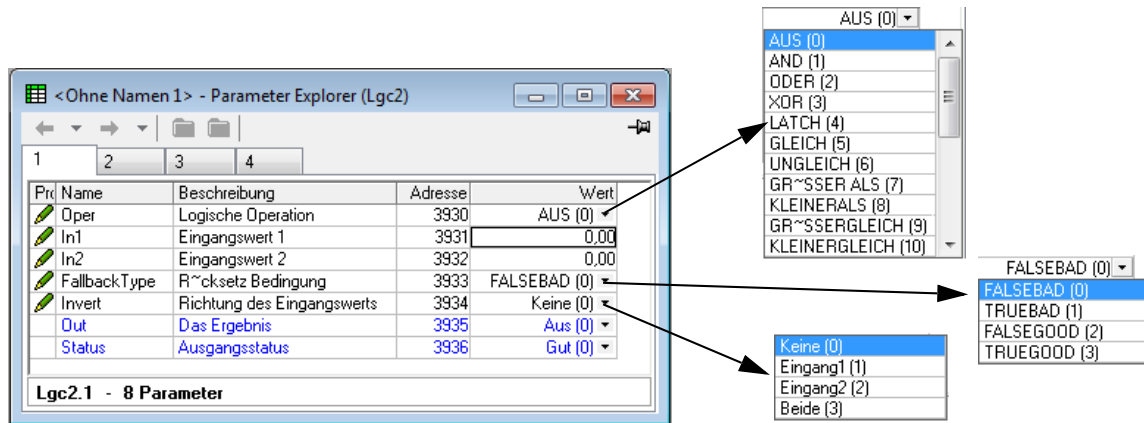 <Ohne Namen 1> - Parameter Explorer (Lgc2)
1 2 3 4
Pro Name Beschreibung Adresse Wert
Oper Logische Operation 3930 AUS (0)
In1 Eingangswert 1 3931 0,00
In2 Eingangswert 2 3932 0,00
FallbackType R~cksetz Bedingung 3933 FALSEBAD (0)
Invert Richtung des Eingangswerts 3934 Keine (0)
Out Das Ergebnis 3935 Aus (0)
Status Ausgangsstatus 3936 Gut (0)
Lgc2.1 - 8 Parameter
AUS (0)
AUS (0)
AND (1)
ODER (2)
XOR (3)
LATCH (4)
GLEICH (5)
UNGLEICH (6)
GR~SSER ALS (7)
KLEINERALS (8)
GR~SSERGLEICH (9)
KLEINERGLEICH (10)
FALSEBAD (0)
FALSEBAD (0)
TRUEBAD (1)
FALSEGOOD (2)
TRUEGOOD (3)
Keine (0)
Eingang1 (1)
Eingang2 (2)
Beide (3)